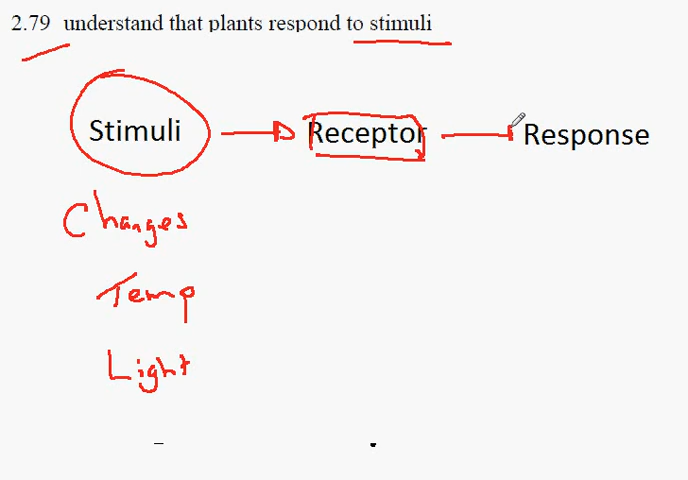 2.79 understand that plants respond to stimuli
Stimuli Receptor Response
Changes
Temp
Light